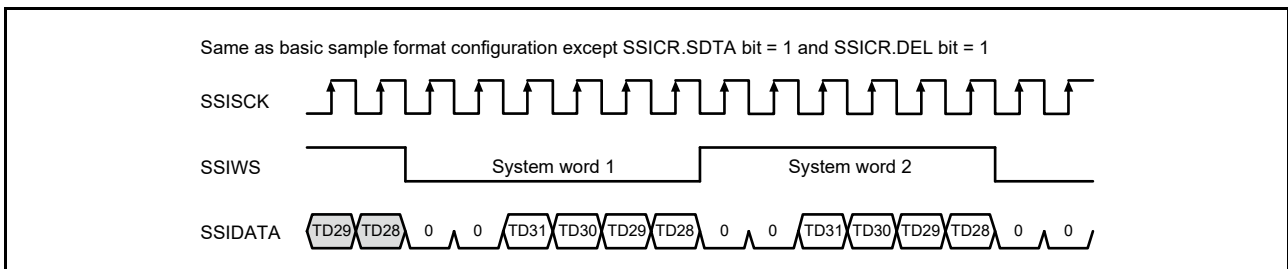 Same as basic sample format configuration except SSICR.SDTA bit = 1 and SSICR.DEL bit = 1
SSISCK
SSIWS System word 1 System word 2
SSIDATA TD29 TD28 0 0 TD31 TD30 TD29 TD28 0 0 TD31 TD30 TD29 TD28 0 0